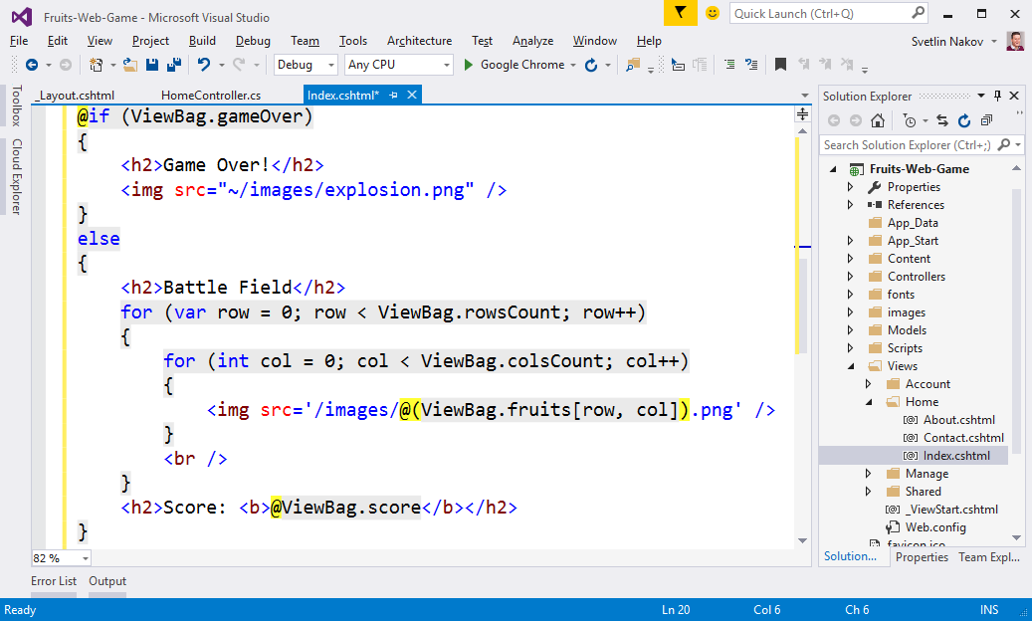 Fruits-Web-Game - Microsoft Visual Studio
Quick Launch (Ctrl+Q)
File Edit View Project Build Debug Team Tools Architecture Test Analyze Window Help
Svetlin Nakov
Debug Any CPU Google Chrome
Toolbox
Cloud Explorer
_Layout.cshtml HomeController.cs Index.cshtml*
@if (ViewBag.gameOver)
{
<h2>Game Over!</h2>
<img src="~/images/explosion.png" />
}
else
{
<h2>Battle Field</h2>
for (var row = 0; row < ViewBag.rowsCount; row++)
{
for (int col = 0; col < ViewBag.colsCount; col++)
{
<img src='/images/@(ViewBag.fruits[row, col]).png' />
}
<br />
}
<h2>Score: <b>@ViewBag.score</b></h2>
}
82 %
Solution Explorer
Search Solution Explorer (Ctrl+;)
Fruits-Web-Game
Properties
References
App_Data
App_Start
Content
Controllers
fonts
images
Models
Scripts
Views
Account
Home
[@] About.cshtml
[@] Contact.cshtml
[@] Index.cshtml
Manage
Shared
[@] _ViewStart.cshtml
Web.config
favicon.ico
Solution... Properties Team Expl...
Error List Output
Ready Ln 20 Col 6 Ch 6 INS